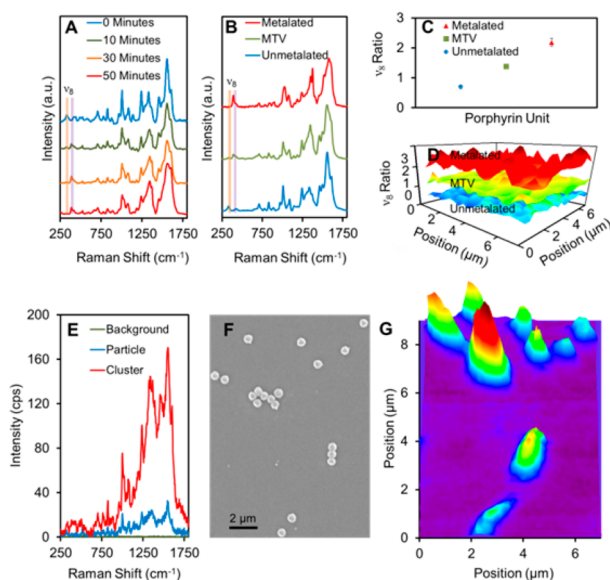 A
0 Minutes
10 Minutes
30 Minutes
50 Minutes
ν8
Intensity (a.u.)
250 750 1250 1750
Raman Shift (cm-1)
B
Metalated
MTV
Unmetalated
ν8
Intensity (a.u.)
250 750 1250 1750
Raman Shift (cm-1)
C
Metalated
MTV
Unmetalated
ν8 Ratio
3
2
1
0
Porphyrin Unit
D
Metalated
MTV
Unmetalated
ν8 Ratio
3
2
1
0
0 2 4 6
Position (µm)
0 2 4 6
Position (µm)
E
Background
Particle
Cluster
Intensity (cps)
200
160
120
80
40
0
250 750 1250 1750
Raman Shift (cm-1)
F
2 µm
G
Position (µm)
8
6
4
2
0
0 2 4 6
Position (µm)